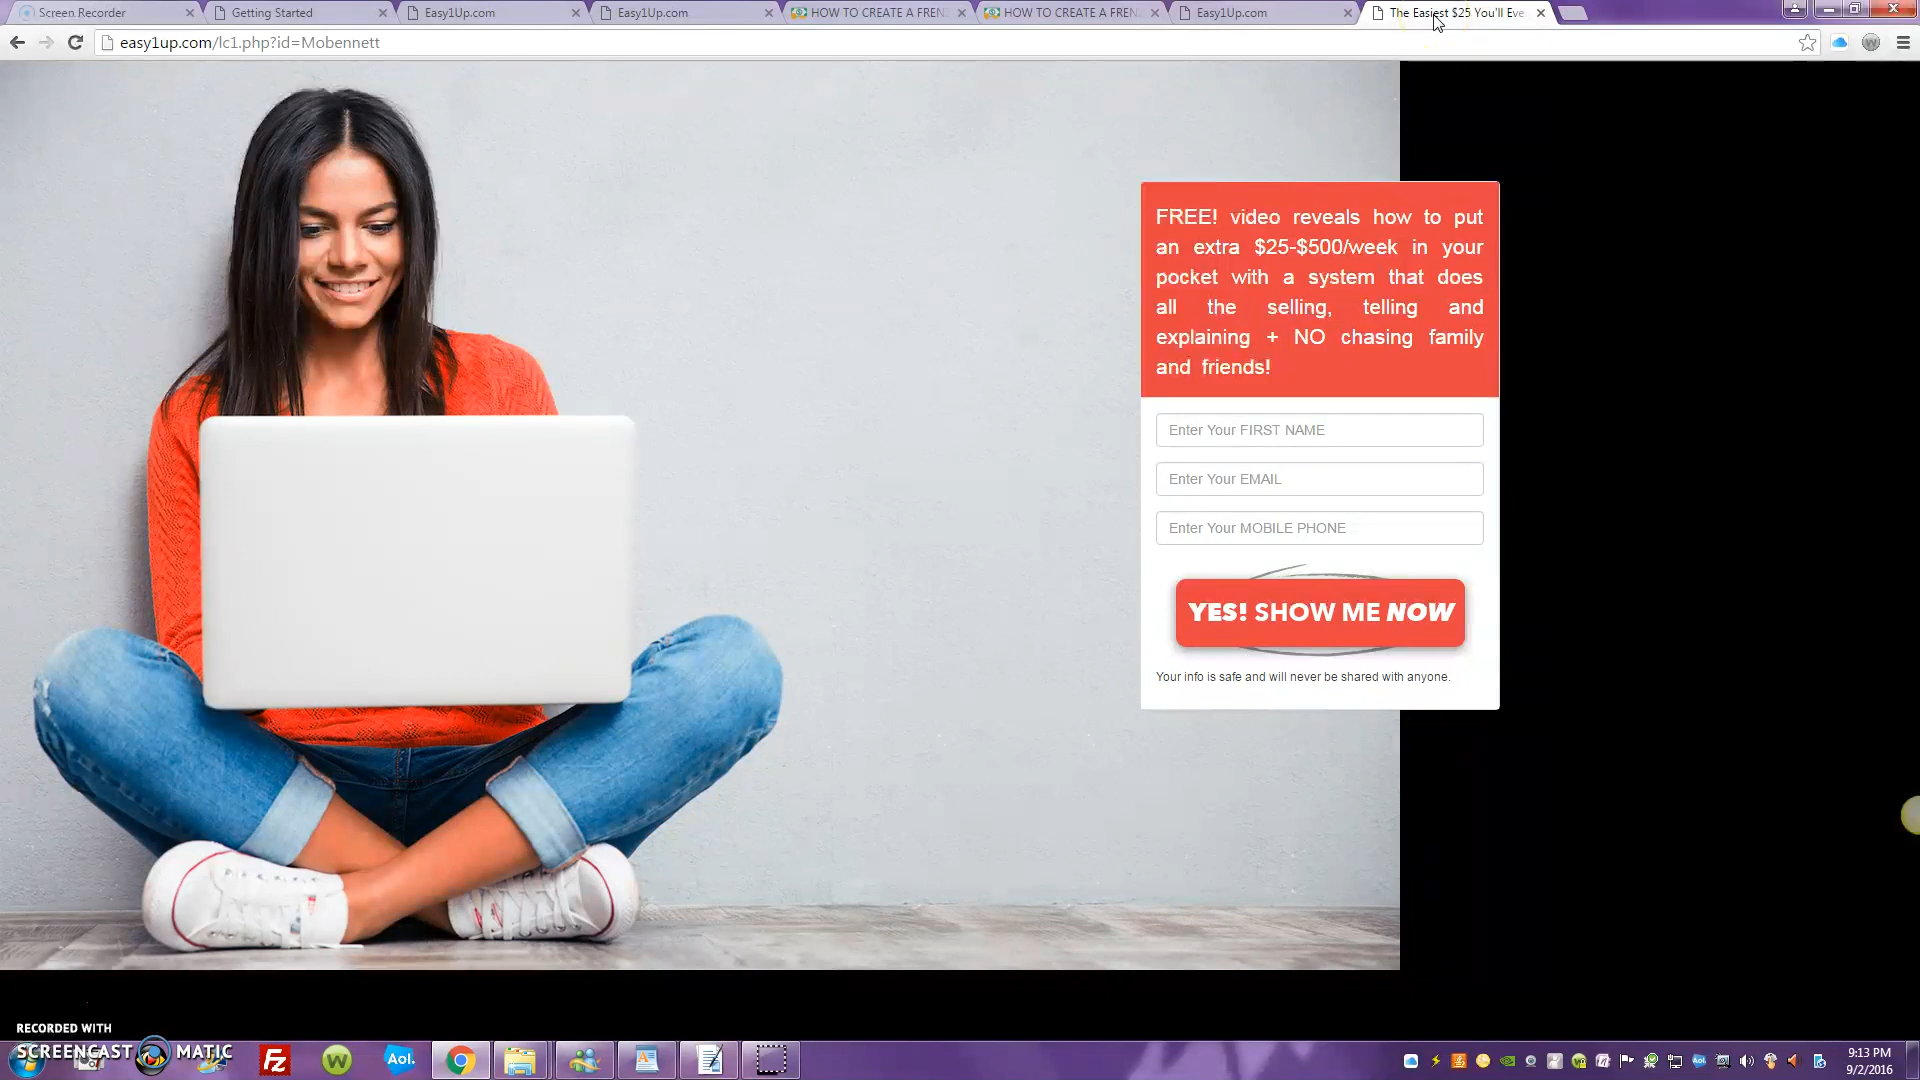 Screen Recorder
Getting Started
Easy1Up.com
Easy1Up.com
HOW TO CREATE A FREN
HOW TO CREATE A FREN
Easy1Up.com
The Easiest $25 You'll Eve
easy1up.com/lc1.php?id=Mobennett
FREE! video reveals how to put
an extra $25-$500/week in your
pocket with a system that does
all the selling, telling and
explaining + NO chasing family
and friends!
Enter Your FIRST NAME
Enter Your EMAIL
Enter Your MOBILE PHONE
YES! SHOW ME NOW
Your info is safe and will never be shared with anyone.
RECORDED WITH
SCREENCAST MATIC
Fz
W
Aol.
9:13 PM
9/2/2016